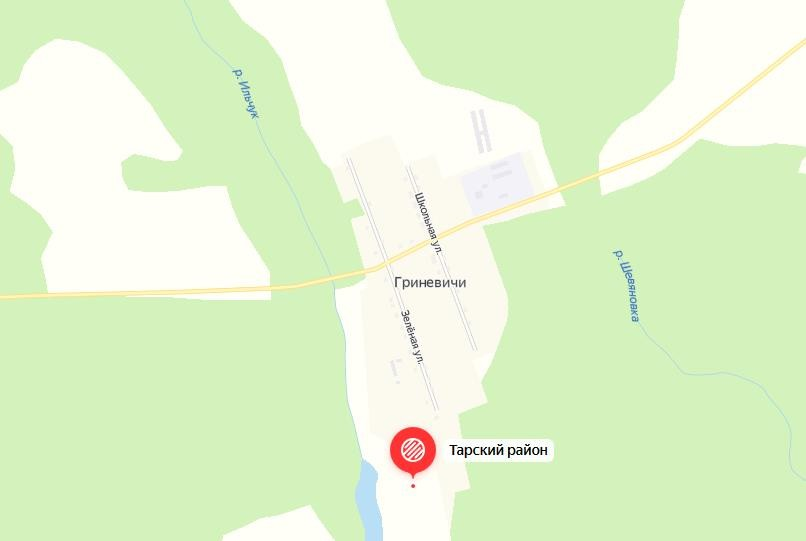 р. Ильчук
Школьная ул.
р. Шевяновка
Гриневичи
Зелёная ул.
Тарский район